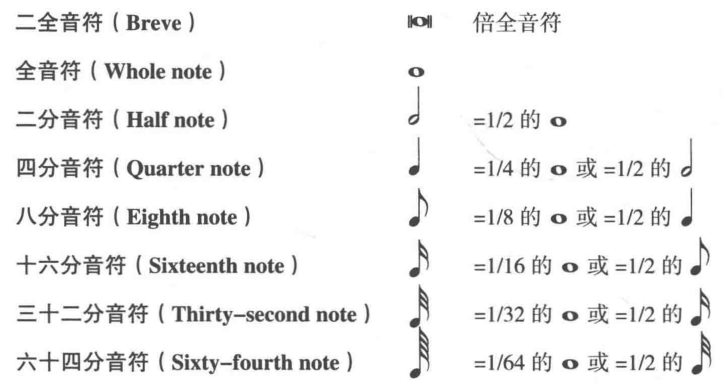 二全音符（Breve） 倍全音符
全音符（Whole note）
二分音符（Half note） =1/2 的
四分音符（Quarter note） =1/4 的 或 =1/2 的
八分音符（Eighth note） =1/8 的 或 =1/2 的
十六分音符（Sixteenth note） =1/16 的 或 =1/2 的
三十二分音符（Thirty–second note） =1/32 的 或 =1/2 的
六十四分音符（Sixty–fourth note） =1/64 的 或 =1/2 的